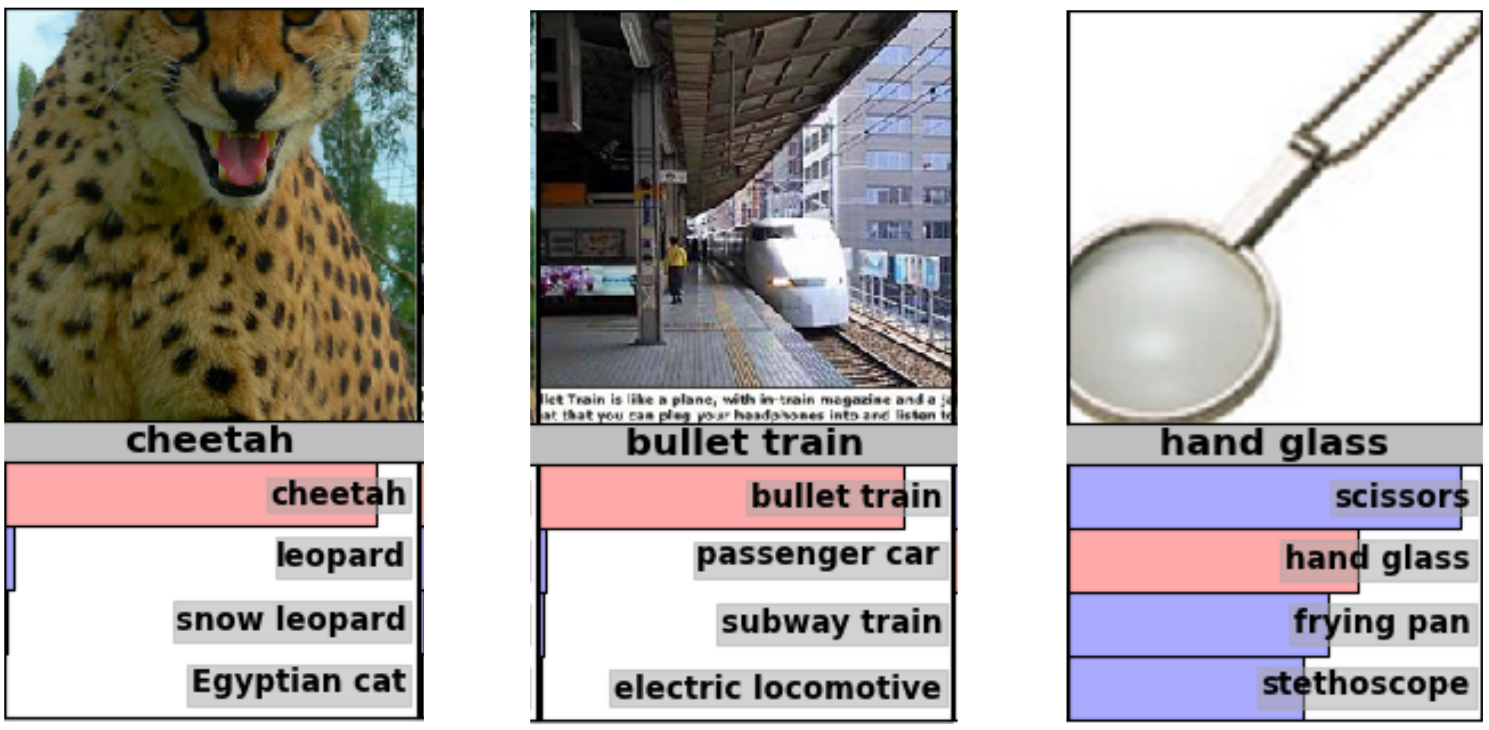 cheetah
cheetah
leopard
snow leopard
Egyptian cat
llet Train is like a plane, with in-train magazine and a ja
at that you can plug your headphones into and listen to
bullet train
bullet train
passenger car
subway train
electric locomotive
hand glass
scissors
hand glass
frying pan
stethoscope